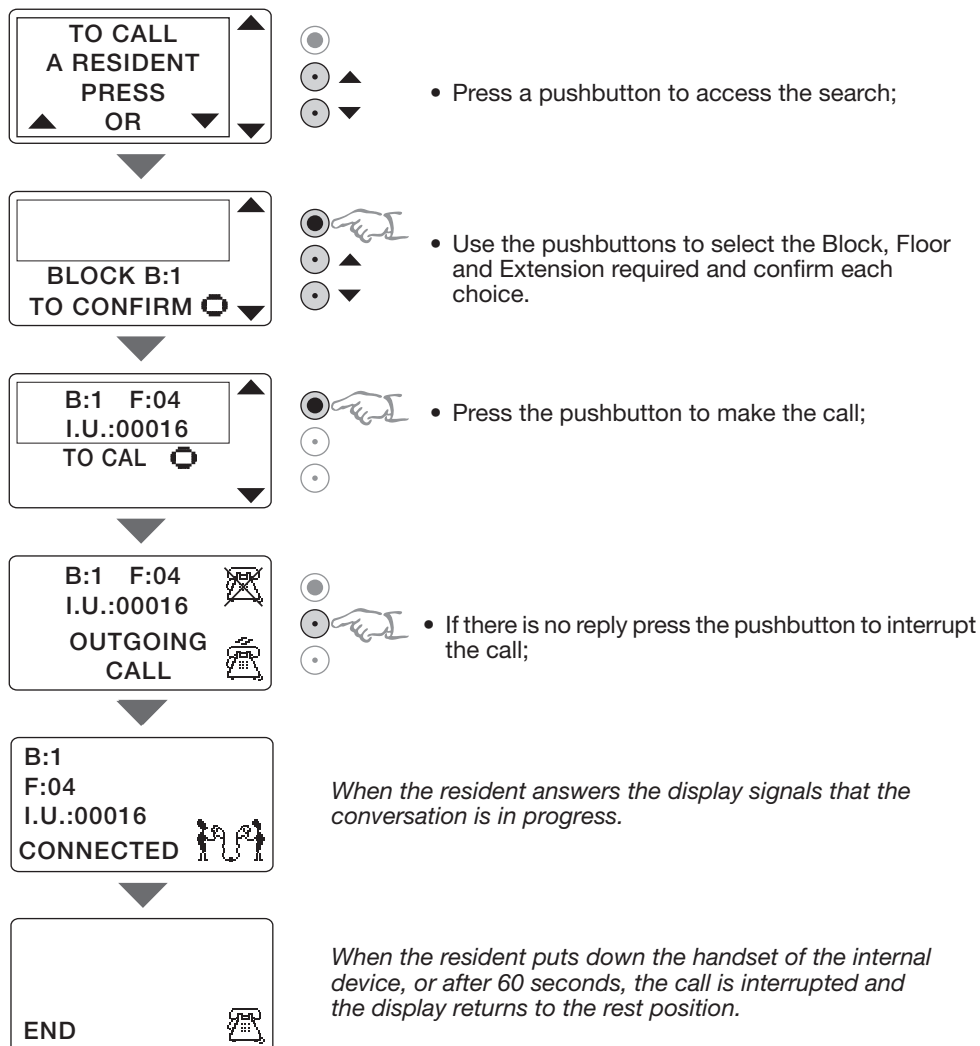 TO CALL
A RESIDENT
PRESS
OR
• Press a pushbutton to access the search;
BLOCK B:1
TO CONFIRM
• Use the pushbuttons to select the Block, Floor
and Extension required and confirm each
choice.
B:1 F:04
I.U.:00016
TO CAL
• Press the pushbutton to make the call;
B:1 F:04
I.U.:00016
OUTGOING
CALL
• If there is no reply press the pushbutton to interrupt
the call;
B:1
F:04
I.U.:00016
CONNECTED
When the resident answers the display signals that the
conversation is in progress.
END
When the resident puts down the handset of the internal
device, or after 60 seconds, the call is interrupted and
the display returns to the rest position.